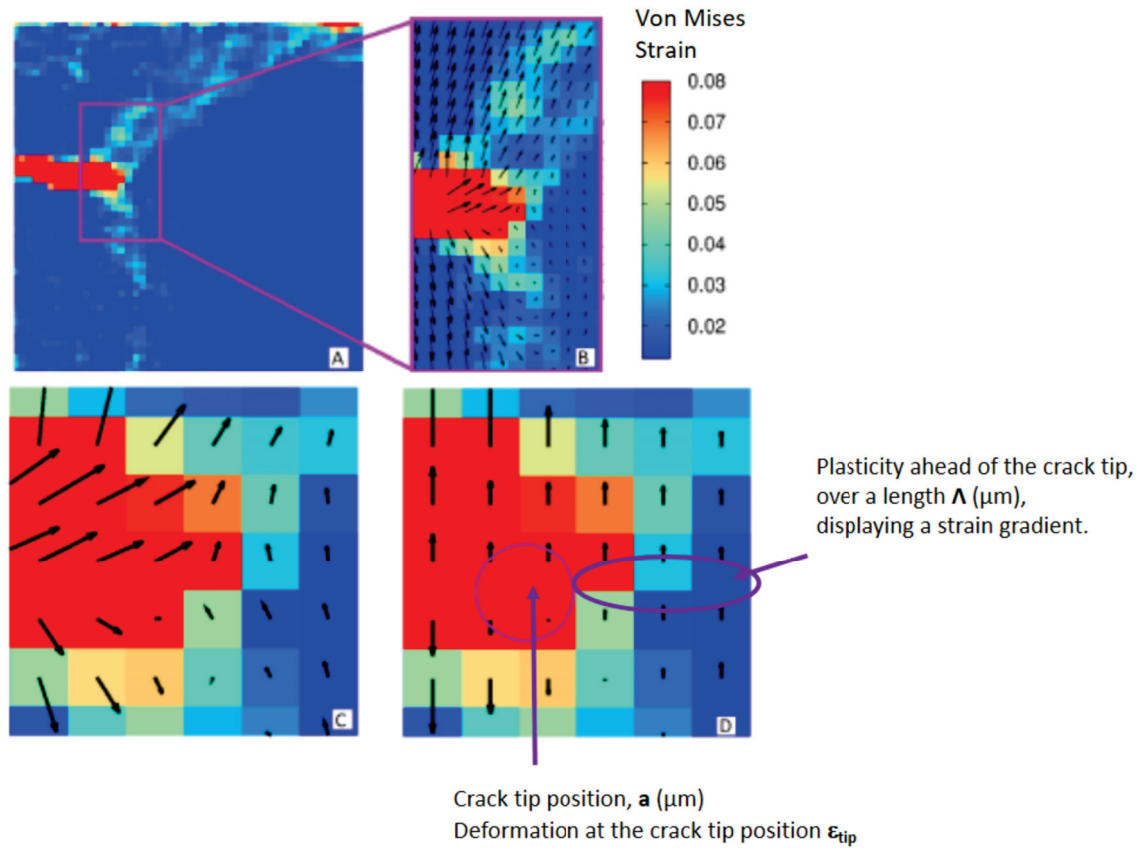 Von Mises
Strain
0.08
0.07
0.06
0.05
0.04
0.03
0.02
A
B
C
D
Plasticity ahead of the crack tip,
over a length Λ (μm),
displaying a strain gradient.
Crack tip position, a (μm)
Deformation at the crack tip position εtip